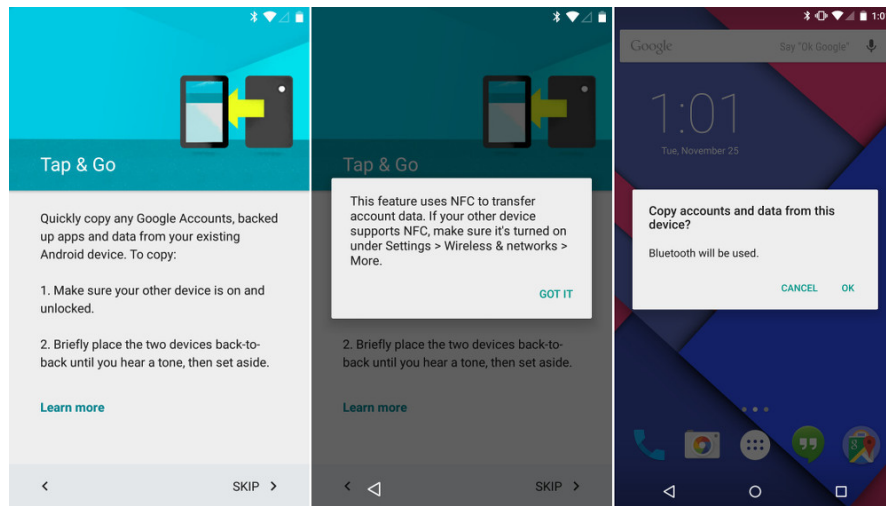 Tap & Go
Quickly copy any Google Accounts, backed
up apps and data from your existing
Android device. To copy:
1. Make sure your other device is on and
unlocked.
2. Briefly place the two devices back-to-
back until you hear a tone, then set aside.
Learn more
SKIP
Tap & Go
This feature uses NFC to transfer
account data. If your other device
supports NFC, make sure it's turned on
under Settings > Wireless & networks >
More.
GOT IT
2. Briefly place the two devices back-to-
back until you hear a tone, then set aside.
Learn more
SKIP
1:0
Google
Say "Ok Google"
1:01
Tue, November 25
Copy accounts and data from this
device?
Bluetooth will be used.
CANCEL OK